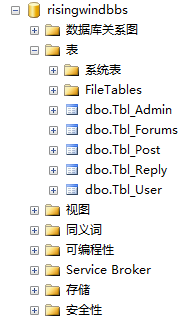 risingwindbbs
数据库关系图
表
系统表
FileTables
dbo.Tbl_Admin
dbo.Tbl_Forums
dbo.Tbl_Post
dbo.Tbl_Reply
dbo.Tbl_User
视图
同义词
可编程性
Service Broker
存储
安全性